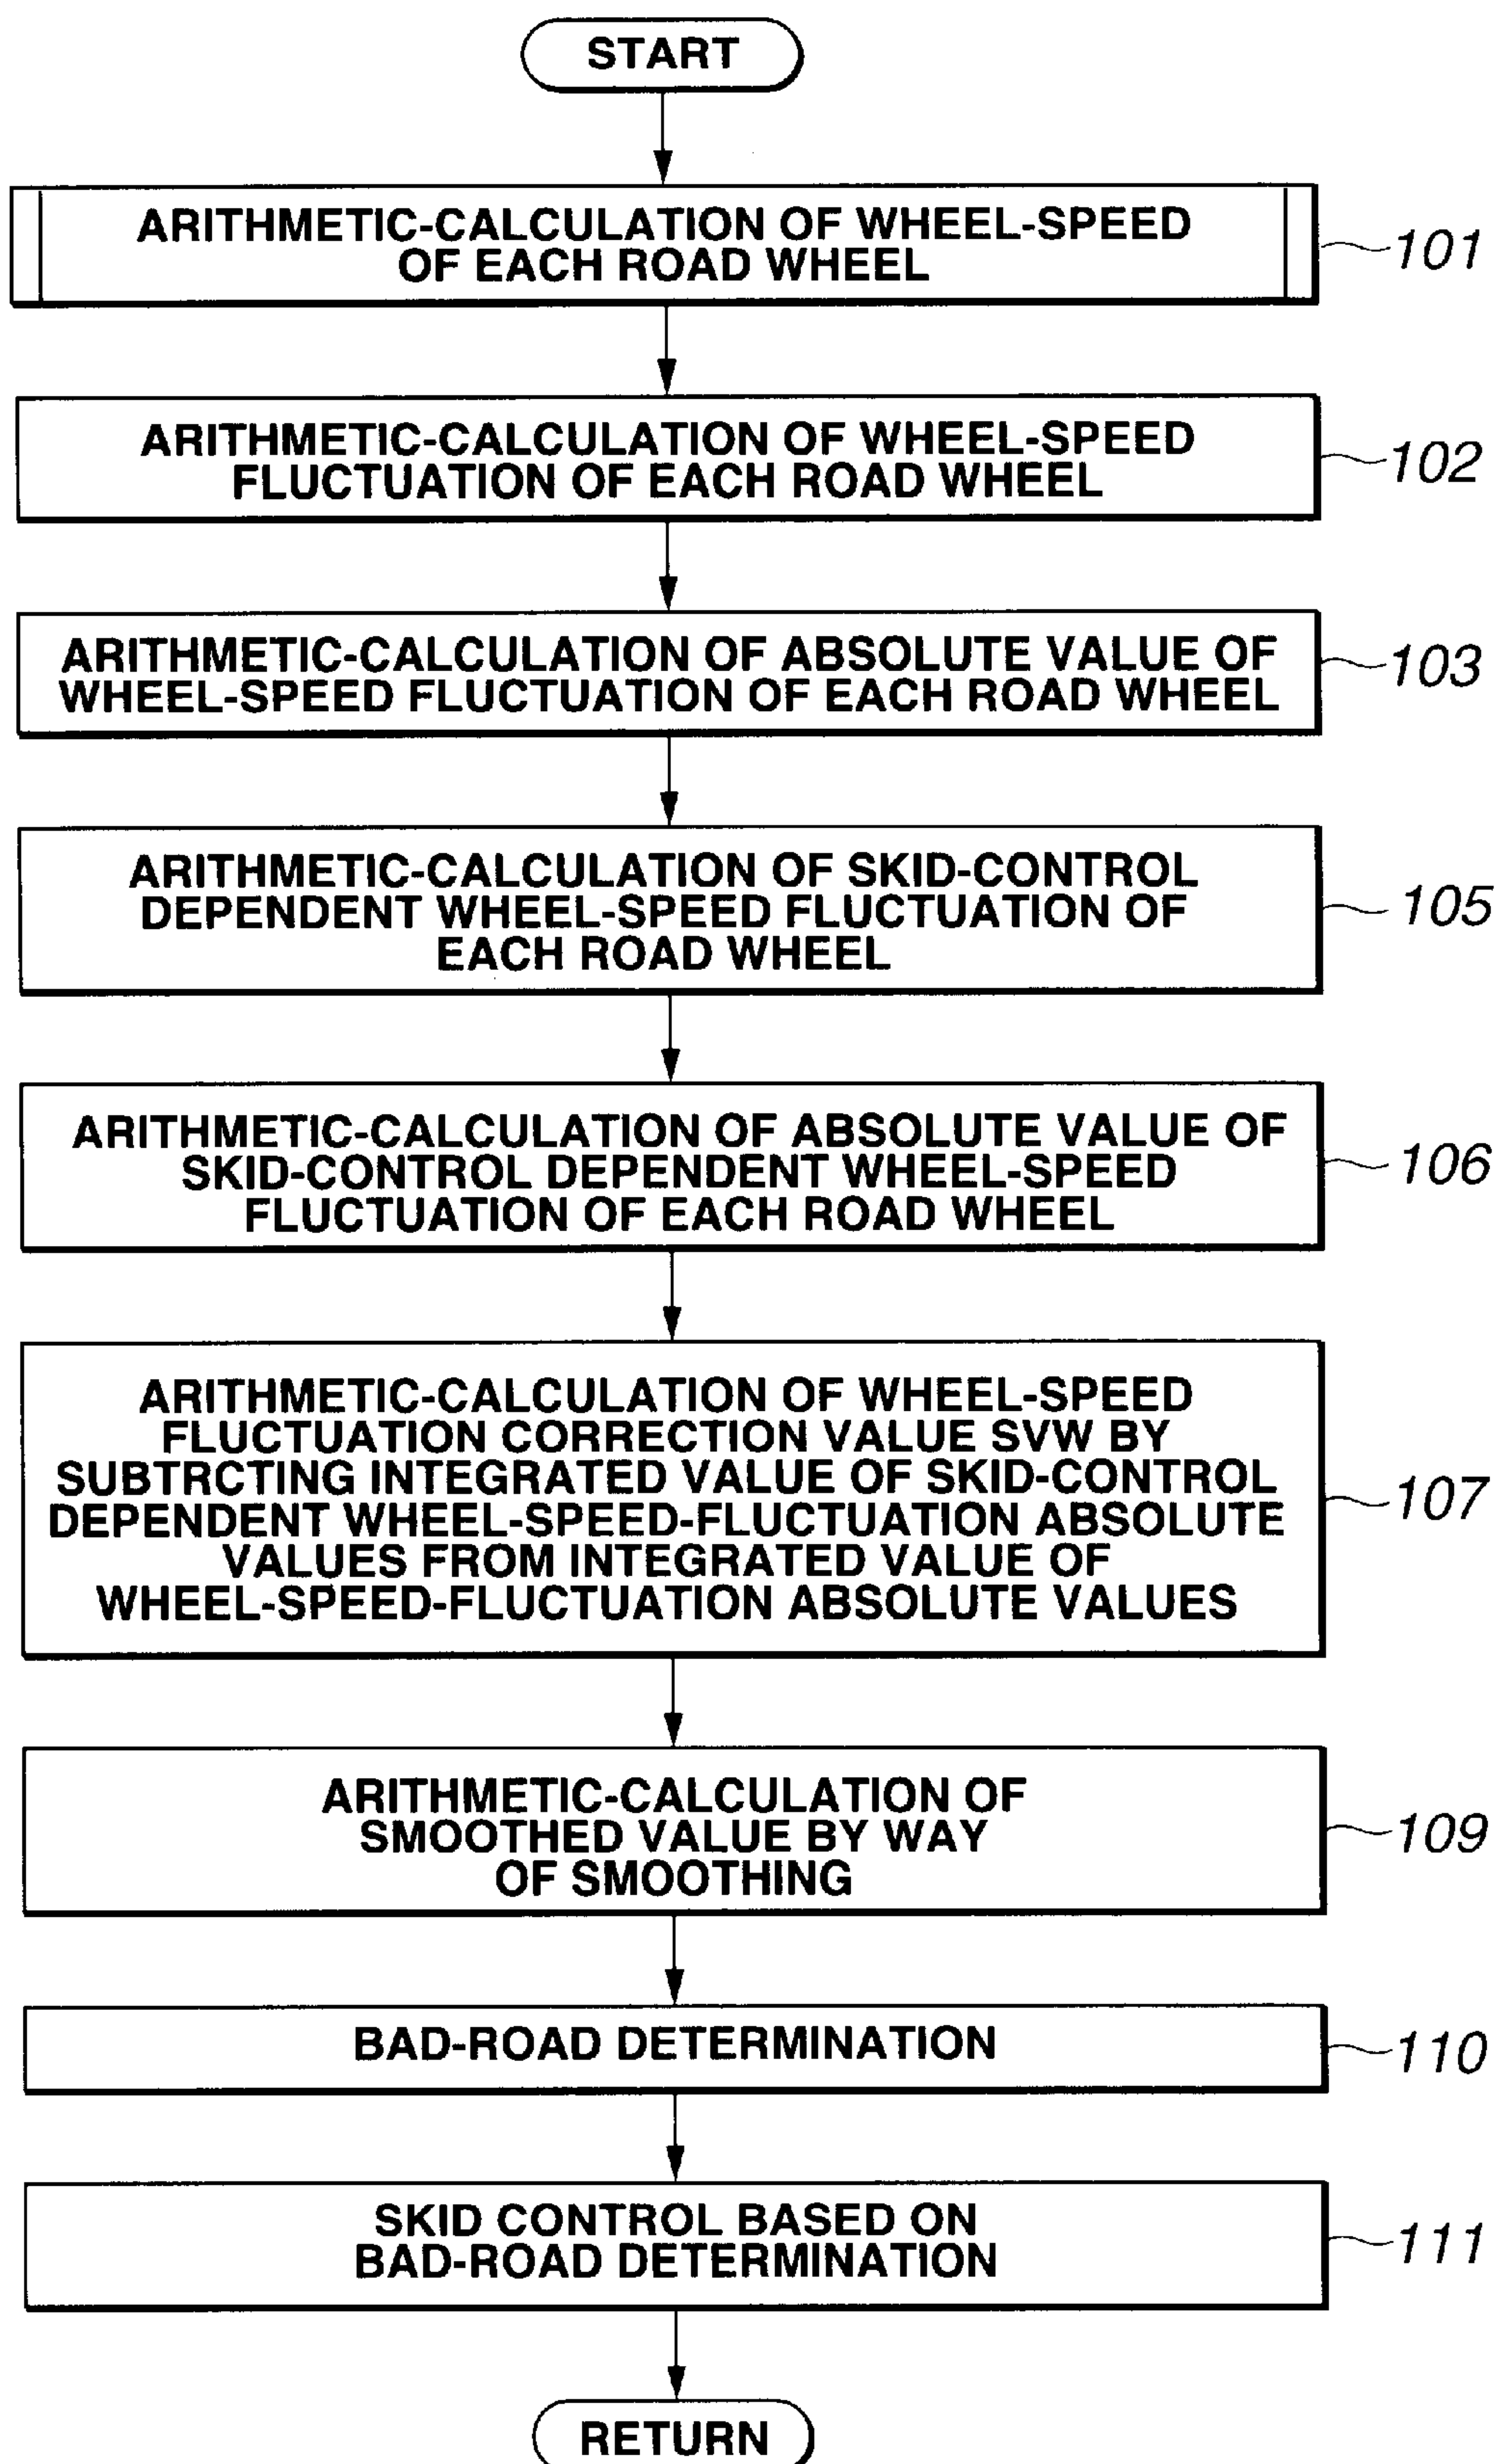 START
ARITHMETIC-CALCULATION OF WHEEL-SPEED
OF EACH ROAD WHEEL
101
ARITHMETIC-CALCULATION OF WHEEL-SPEED
FLUCTUATION OF EACH ROAD WHEEL
102
ARITHMETIC-CALCULATION OF ABSOLUTE VALUE OF
WHEEL-SPEED FLUCTUATION OF EACH ROAD WHEEL
103
ARITHMETIC-CALCULATION OF SKID-CONTROL
DEPENDENT WHEEL-SPEED FLUCTUATION OF
EACH ROAD WHEEL
105
ARITHMETIC-CALCULATION OF ABSOLUTE VALUE OF
SKID-CONTROL DEPENDENT WHEEL-SPEED
FLUCTUATION OF EACH ROAD WHEEL
106
ARITHMETIC-CALCULATION OF WHEEL-SPEED
FLUCTUATION CORRECTION VALUE SVW BY
SUBTRCTING INTEGRATED VALUE OF SKID-CONTROL
DEPENDENT WHEEL-SPEED-FLUCTUATION ABSOLUTE
VALUES FROM INTEGRATED VALUE OF
WHEEL-SPEED-FLUCTUATION ABSOLUTE VALUES
107
ARITHMETIC-CALCULATION OF
SMOOTHED VALUE BY WAY
OF SMOOTHING
109
BAD-ROAD DETERMINATION
110
SKID CONTROL BASED ON
BAD-ROAD DETERMINATION
111
RETURN